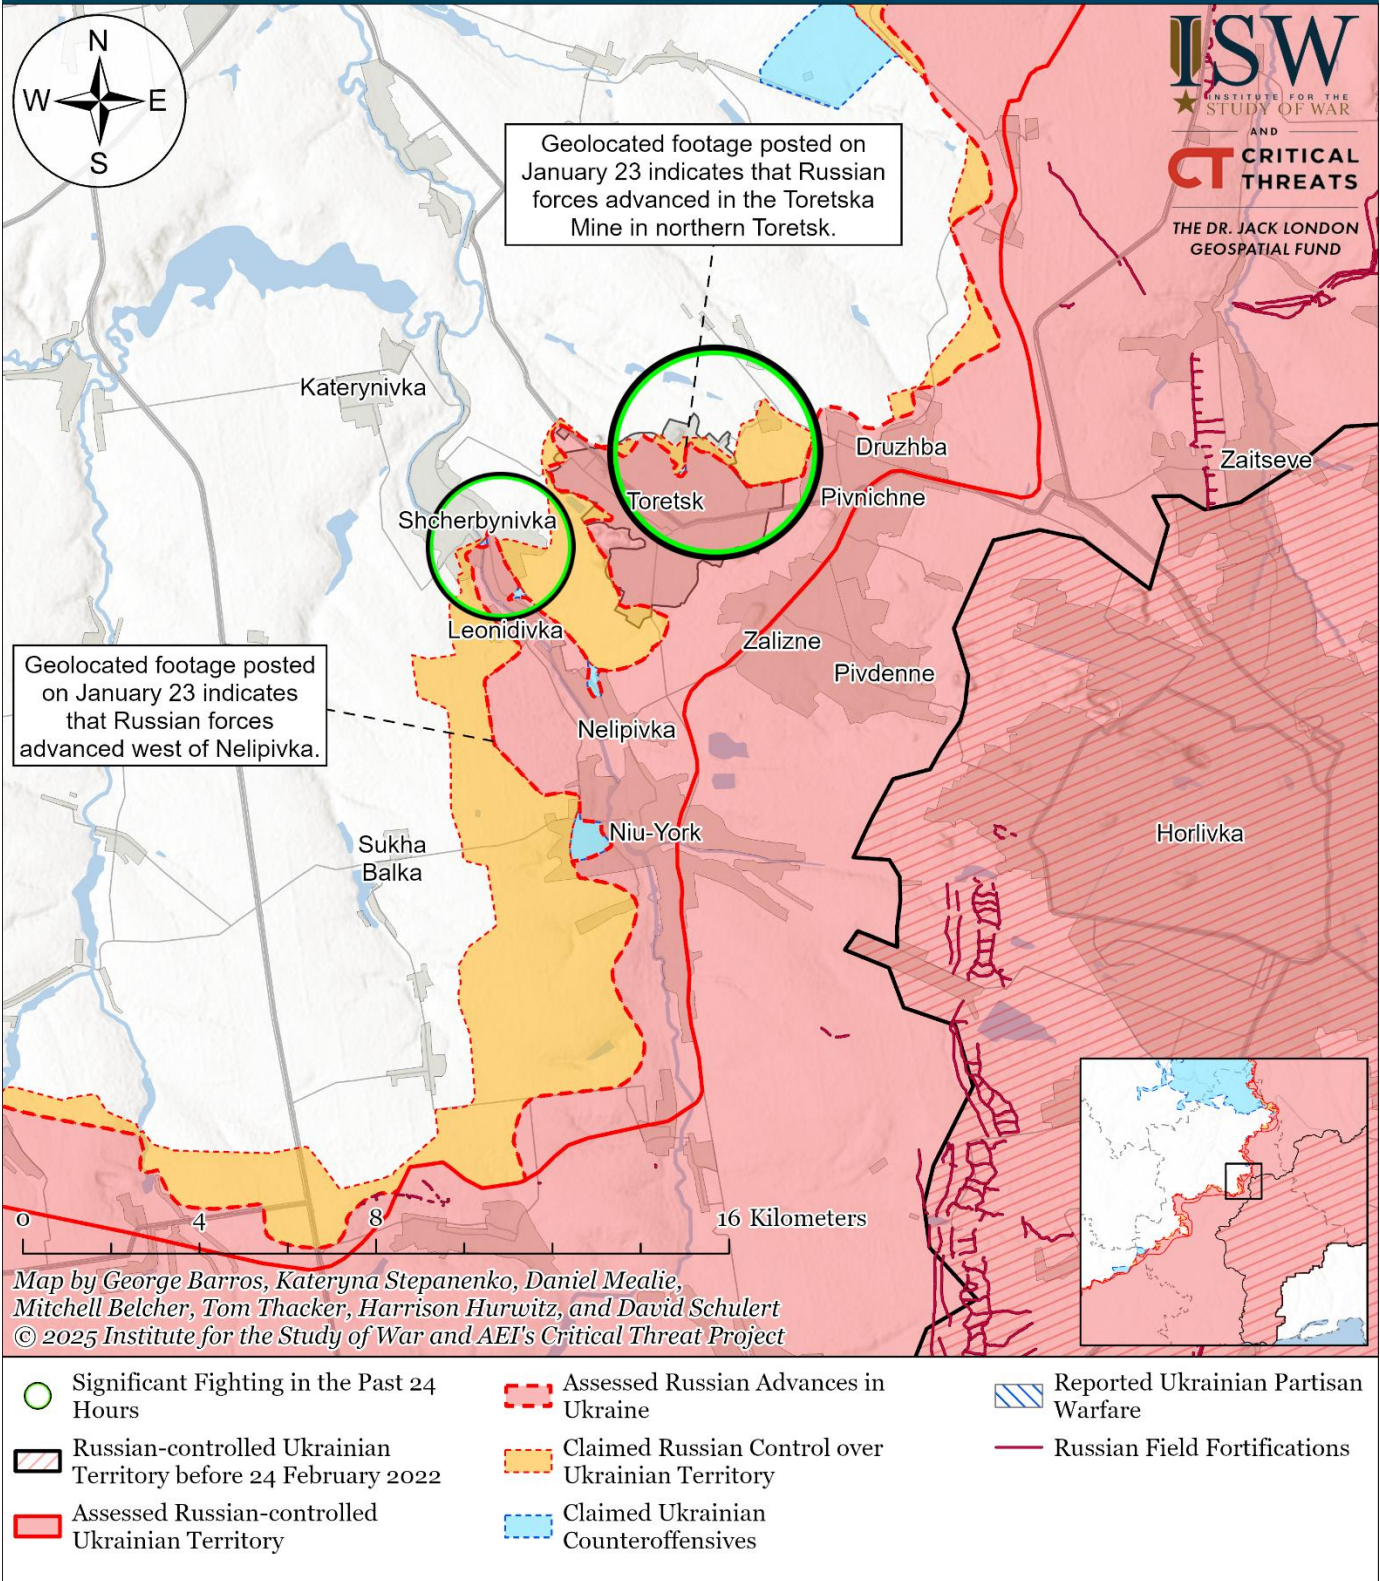 N
W
E
S
ISW
INSTITUTE FOR THE
STUDY OF WAR
AND
CT CRITICAL
THREATS
THE DR. JACK LONDON
GEOSPATIAL FUND
Geolocated footage posted on
January 23 indicates that Russian
forces advanced in the Toretska
Mine in northern Toretsk.
Katerynivka
Druzhba
Zaitseve
Toretsk
Pivnichne
Shcherbynivka
Leonidivka
Zalizne
Pivdenne
Geolocated footage posted
on January 23 indicates
that Russian forces
advanced west of Nelipivka.
Nelipivka
Niu-York
Horlivka
Sukha
Balka
0 4 8 16 Kilometers
Map by George Barros, Kateryna Stepanenko, Daniel Mealie,
Mitchell Belcher, Tom Thacker, Harrison Hurwitz, and David Schulert
© 2025 Institute for the Study of War and AEI's Critical Threat Project
Significant Fighting in the Past 24
Hours
Russian-controlled Ukrainian
Territory before 24 February 2022
Assessed Russian-controlled
Ukrainian Territory
Assessed Russian Advances in
Ukraine
Claimed Russian Control over
Ukrainian Territory
Claimed Ukrainian
Counteroffensives
Reported Ukrainian Partisan
Warfare
Russian Field Fortifications